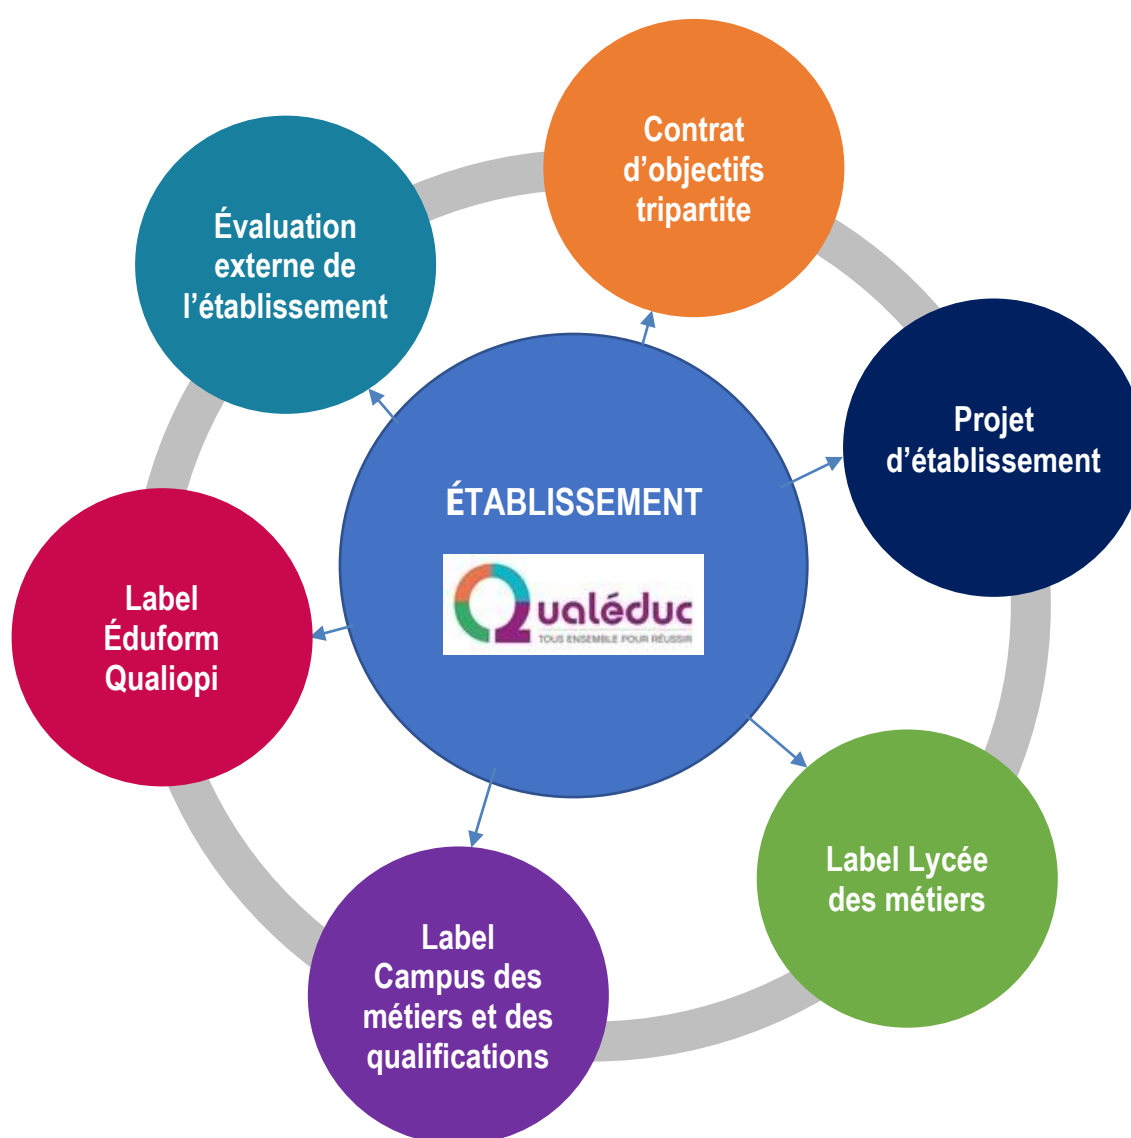 Contrat
d’objectifs
tripartite
Évaluation
externe de
l’établissement
Projet
d’établissement
ÉTABLISSEMENT
Qualéduc
TOUS ENSEMBLE POUR RÉUSSIR
Label
Éduform
Qualiopi
Label Lycée
des métiers
Label
Campus des
métiers et des
qualifications